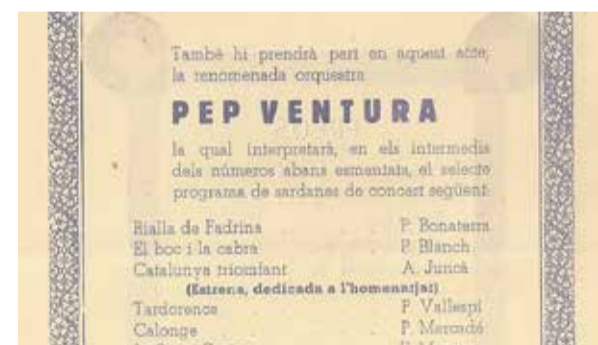 També hi prendrà part en aquest acte,
la renomenada orquestra
PEP VENTURA
la qual interpretarà, en els intermedis
dels números abans esmentats, el selecte
programa de sardanes de concert següent:
Rialla de Fadrina P. Bonaterra
El boc i la cabra P. Blanch
Catalunya triomfant A. Juncà
(Estrena, dedicada a l'homenatjat)
Tardorenca P. Vallespí
Calonge P. Mercadé